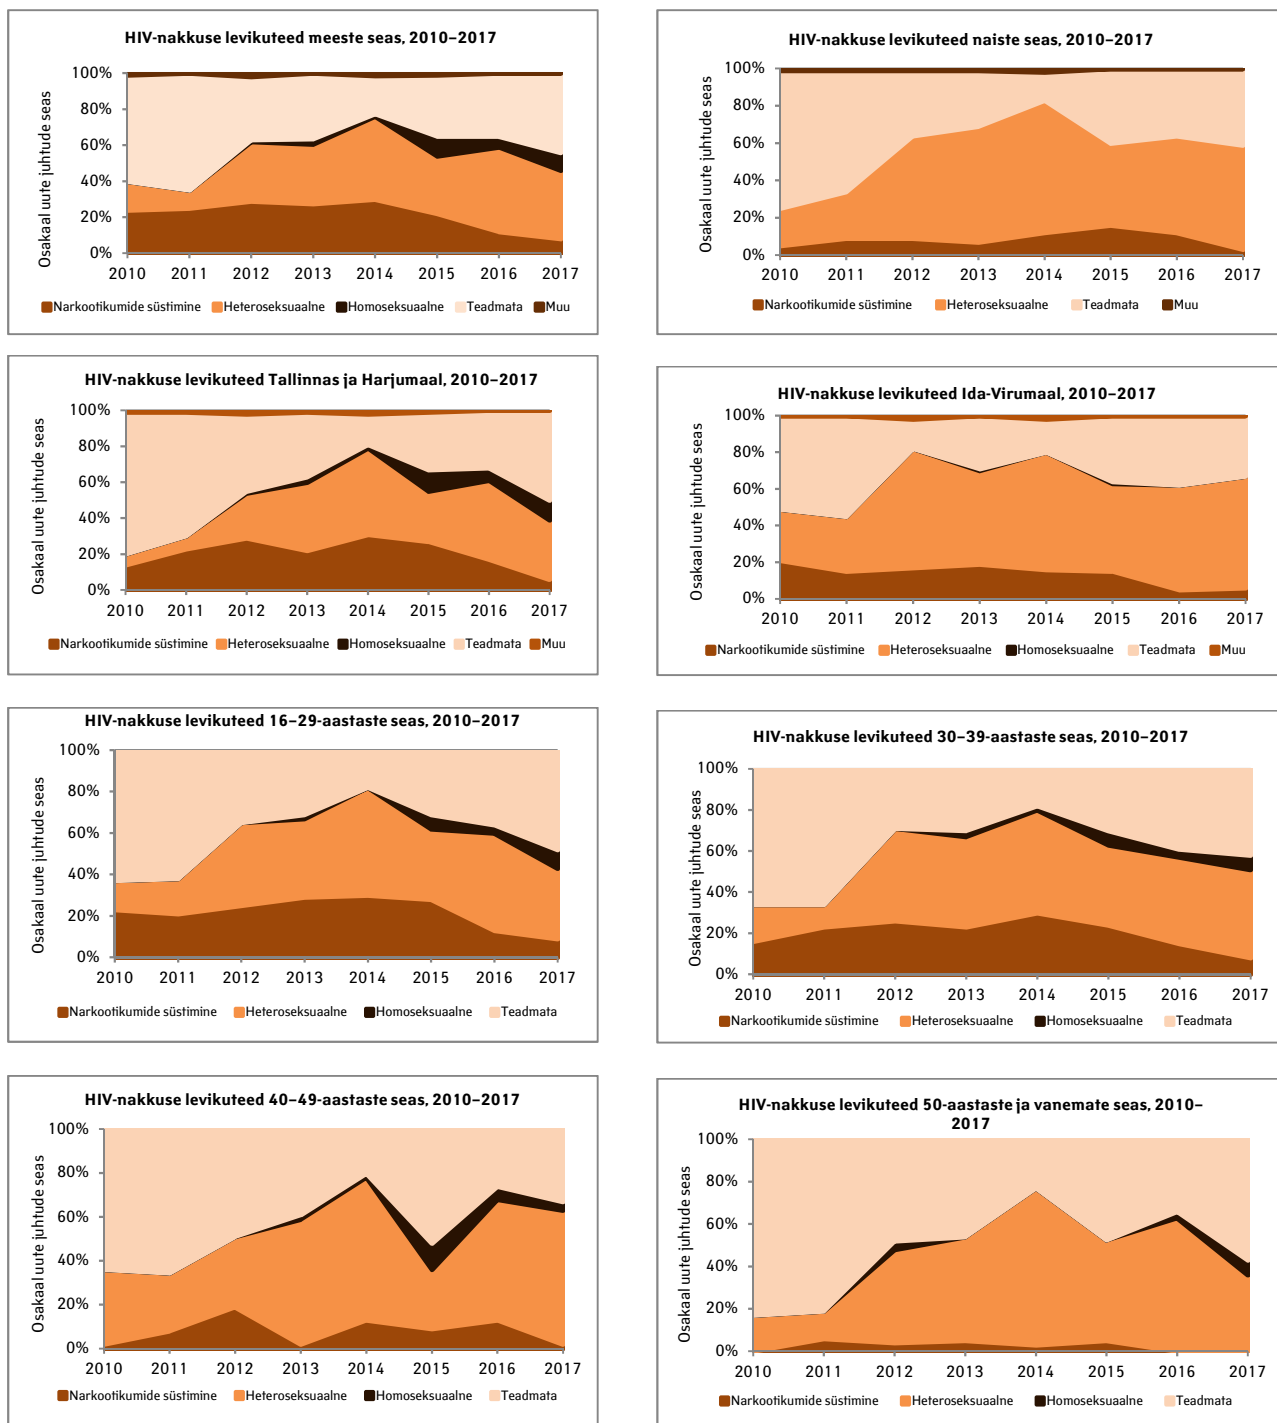 HIV-nakkuse levikuteed meeste seas, 2010–2017
Osakaal uute juhtude seas
100%
80%
60%
40%
20%
0%
2010 2011 2012 2013 2014 2015 2016 2017
Narkootikumide süstimine Heteroseksuaalne Homoseksuaalne Teadmata Muu
HIV-nakkuse levikuteed naiste seas, 2010–2017
Osakaal uute juhtude seas
100%
80%
60%
40%
20%
0%
2010 2011 2012 2013 2014 2015 2016 2017
Narkootikumide süstimine Heteroseksuaalne Teadmata Muu
HIV-nakkuse levikuteed Tallinnas ja Harjumaal, 2010–2017
Osakaal uute juhtude seas
100%
80%
60%
40%
20%
0%
2010 2011 2012 2013 2014 2015 2016 2017
Narkootikumide süstimine Heteroseksuaalne Homoseksuaalne Teadmata Muu
HIV-nakkuse levikuteed Ida-Virumaal, 2010–2017
Osakaal uute juhtude seas
100%
80%
60%
40%
20%
0%
2010 2011 2012 2013 2014 2015 2016 2017
Narkootikumide süstimine Heteroseksuaalne Homoseksuaalne Teadmata Muu
HIV-nakkuse levikuteed 16–29-aastaste seas, 2010–2017
Osakaal uute juhtude seas
100%
80%
60%
40%
20%
0%
2010 2011 2012 2013 2014 2015 2016 2017
Narkootikumide süstimine Heteroseksuaalne Homoseksuaalne Teadmata
HIV-nakkuse levikuteed 30–39-aastaste seas, 2010–2017
Osakaal uute juhtude seas
100%
80%
60%
40%
20%
0%
2010 2011 2012 2013 2014 2015 2016 2017
Narkootikumide süstimine Heteroseksuaalne Homoseksuaalne Teadmata
HIV-nakkuse levikuteed 40–49-aastaste seas, 2010–2017
Osakaal uute juhtude seas
100%
80%
60%
40%
20%
0%
2010 2011 2012 2013 2014 2015 2016 2017
Narkootikumide süstimine Heteroseksuaalne Homoseksuaalne Teadmata
HIV-nakkuse levikuteed 50-aastaste ja vanemate seas, 2010–
2017
Osakaal uute juhtude seas
100%
80%
60%
40%
20%
0%
2010 2011 2012 2013 2014 2015 2016 2017
Narkootikumide süstimine Heteroseksuaalne Homoseksuaalne Teadmata